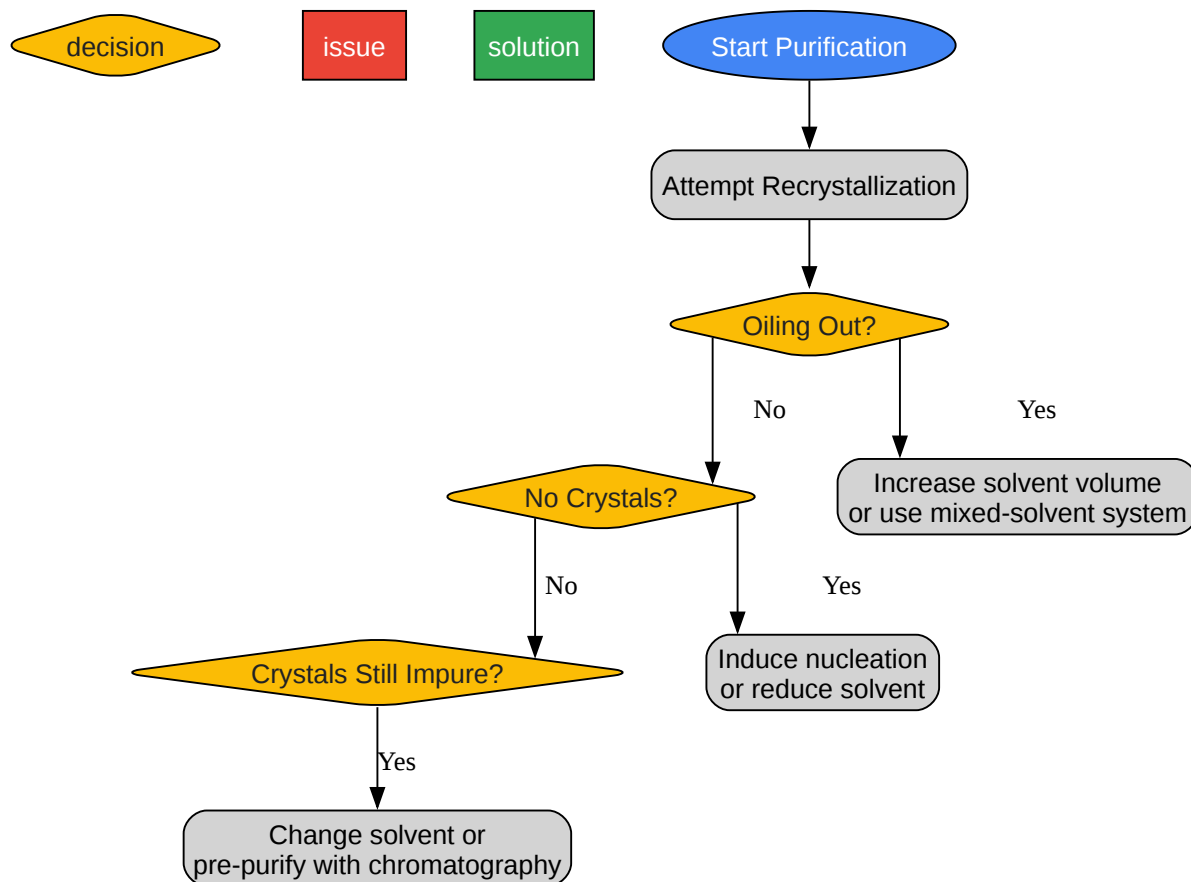 decision
issue
solution
Start Purification
Attempt Recrystallization
Oiling Out?
No
Yes
Increase solvent volume
or use mixed-solvent system
No Crystals?
No
Yes
Induce nucleation
or reduce solvent
Crystals Still Impure?
Yes
Change solvent or
pre-purify with chromatography